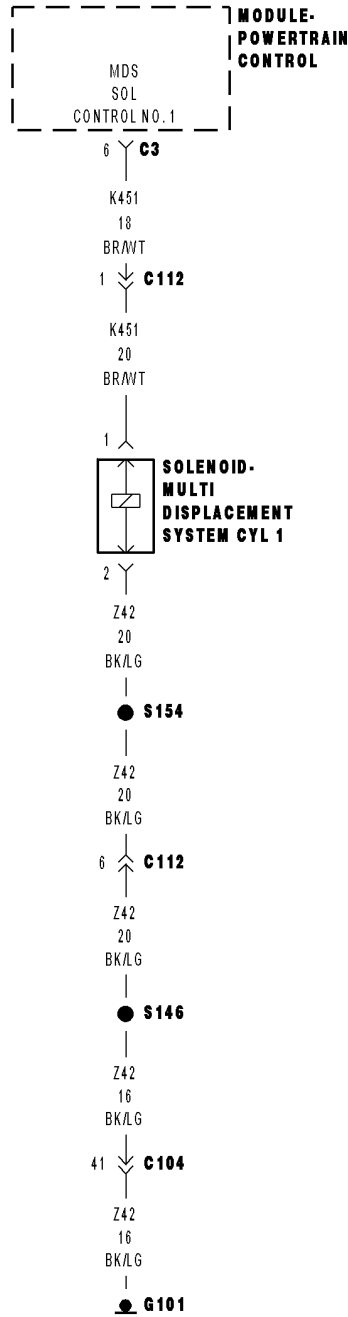 MODULE-
POWERTRAIN
CONTROL
MDS
SOL
CONTROL NO. 1
6 C3
K451
18
BR/WT
1 C112
K451
20
BR/WT
1
SOLENOID-
MULTI
DISPLACEMENT
SYSTEM CYL 1
2
Z42
20
BK/LG
S154
Z42
20
BK/LG
6 C112
Z42
20
BK/LG
S146
Z42
16
BK/LG
41 C104
Z42
16
BK/LG
G101